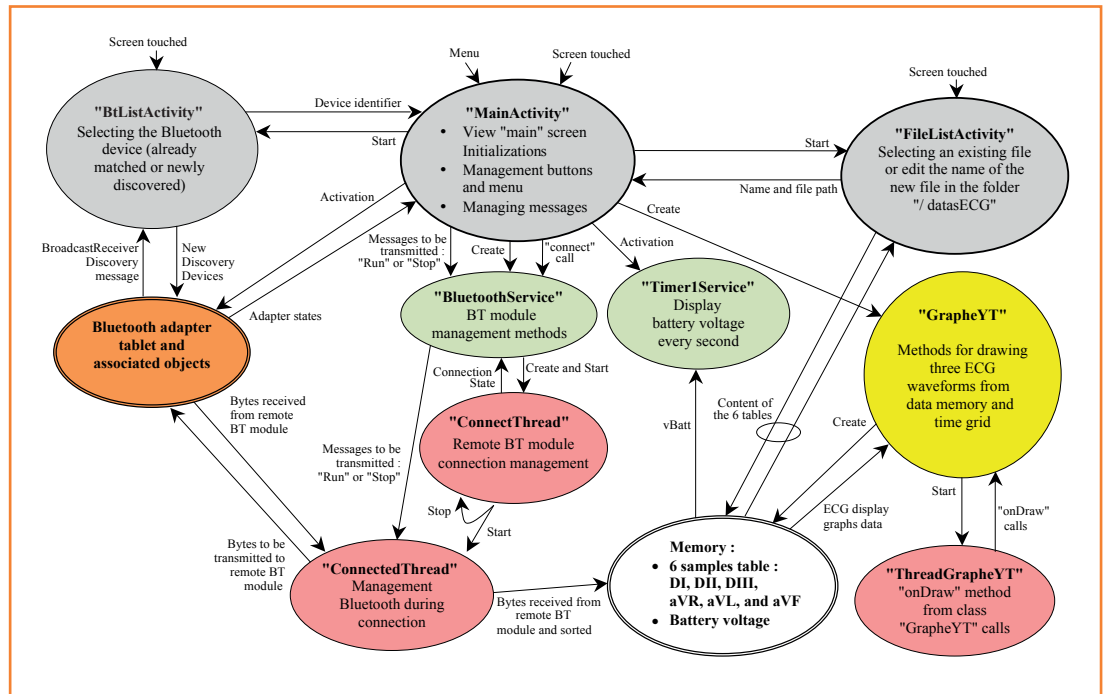 Screen touched
Menu
Screen touched
Screen touched
"BtListActivity"
Selecting the Bluetooth
device (already
matched or newly
discovered)
Device identifier
Start
"MainActivity"
• View "main" screen
Initializations
• Management buttons
and menu
• Managing messages
Start
Name and file path
"FileListActivity"
Selecting an existing file
or edit the name of the
new file in the folder
"/ datasECG"
Activation
BroadcastReceiver
Discovery
message
New
Discovery
Devices
Adapter states
Messages to be
transmitted :
"Run" or "Stop"
Create
"connect"
call
Activation
Create
Bluetooth adapter
tablet and
associated objects
"BluetoothService"
BT module
management methods
"Timer1Service"
Display
battery voltage
every second
"GrapheYT"
Methods for drawing
three ECG
waveforms from
data memory and
time grid
Connection
State
Create and Start
Bytes received
from remote
BT module
Messages to be
transmitted :
"Run" or "Stop"
"ConnectThread"
Remote BT module
connection management
vBatt
Content of
the 6 tables
Create
Stop
Start
ECG display
graphs data
Start
"onDraw"
calls
Bytes to be
transmitted to
remote BT
module
"ConnectedThread"
Management
Bluetooth during
connection
Bytes received from
remote BT
module and sorted
Memory :
• 6 samples table :
DI, DII, DIII,
aVR, aVL, and aVF
• Battery voltage
"ThreadGrapheYT"
"onDraw" method
from class
"GrapheYT" calls